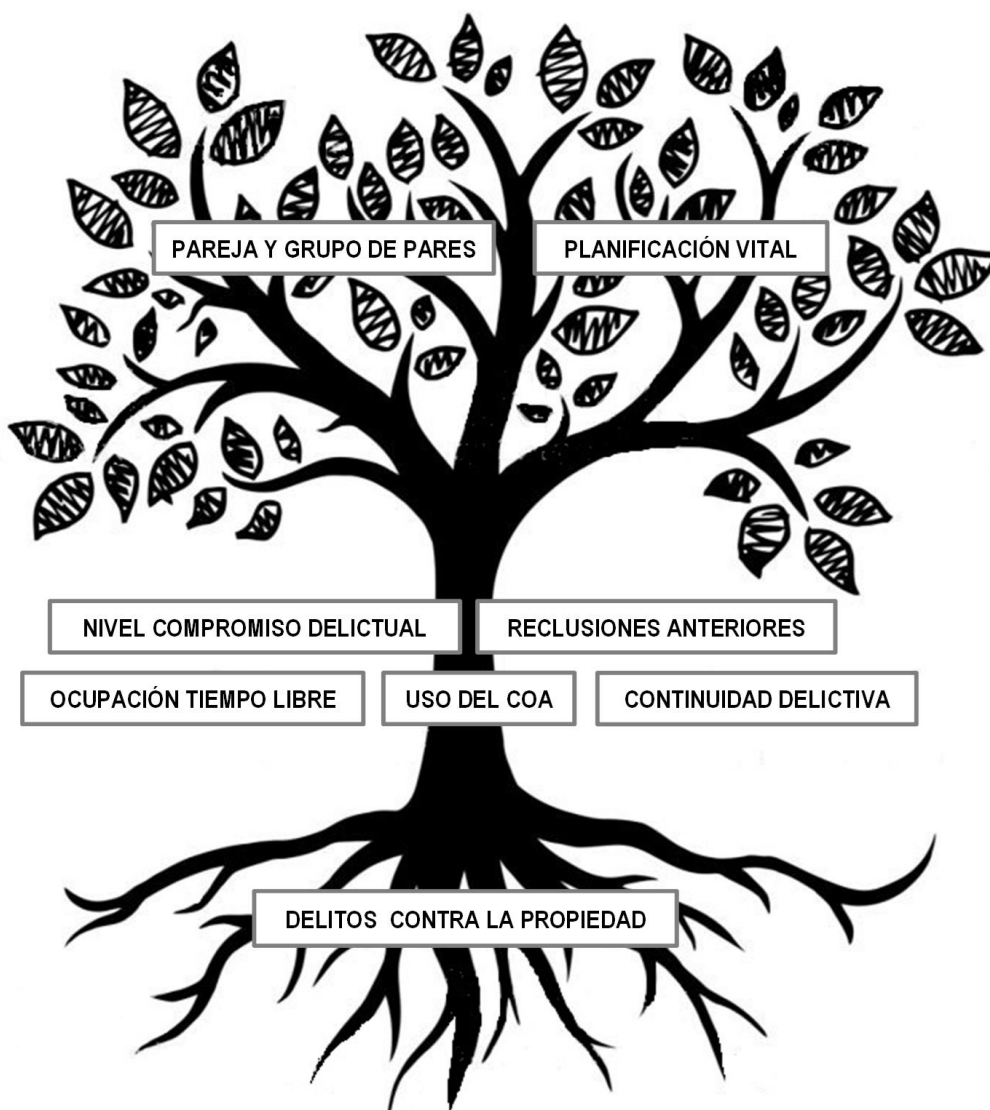 PAREJA Y GRUPO DE PARES
PLANIFICACIÓN VITAL
NIVEL COMPROMISO DELICTUAL
RECLUSIONES ANTERIORES
OCUPACIÓN TIEMPO LIBRE
USO DEL COA
CONTINUIDAD DELICTIVA
DELITOS CONTRA LA PROPIEDAD